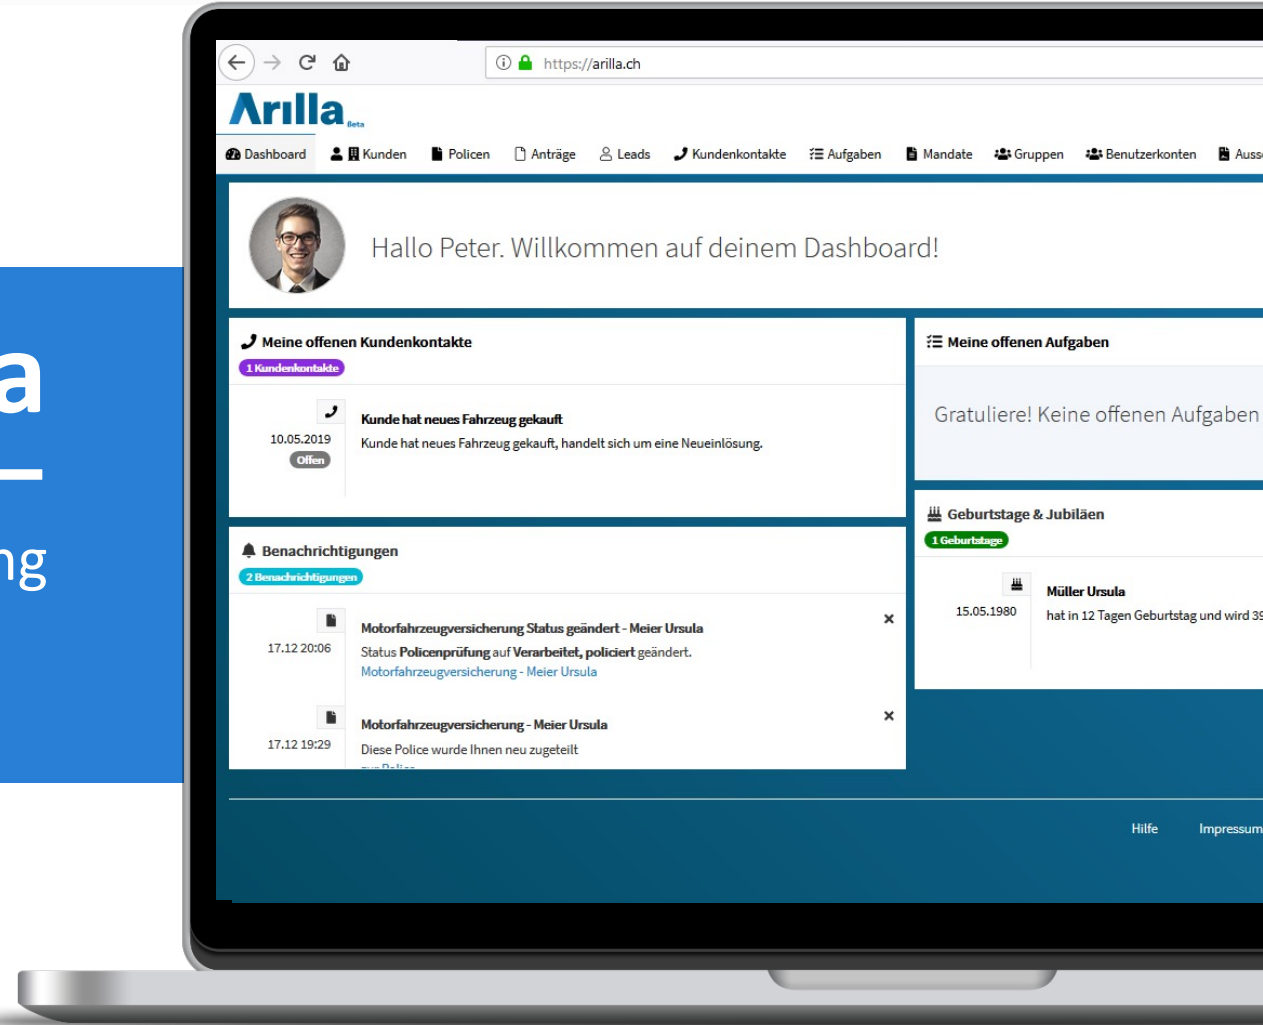 https://arilla.ch
Arilla Beta
Dashboard Kunden Policen Anträge Leads Kundenkontakte Aufgaben Mandate Gruppen Benutzerkonten
Hallo Peter. Willkommen auf deinem Dashboard!
Meine offenen Kundenkontakte
1 Kundenkontakte
10.05.2019
Offen
Kunde hat neues Fahrzeug gekauft
Kunde hat neues Fahrzeug gekauft, handelt sich um eine Neueinlösung.
Meine offenen Aufgaben
Gratuliere! Keine offenen Aufgaben
Benachrichtigungen
2 Benachrichtigungen
17.12 20:06
Motorfahrzeugversicherung Status geändert - Meier Ursula
Status Policenprüfung auf Verarbeitet, policiert geändert.
Motorfahrzeugversicherung - Meier Ursula
17.12 19:29
Motorfahrzeugversicherung - Meier Ursula
Diese Police wurde Ihnen neu zugeteilt
zur Police
Geburtstage & Jubiläen
1 Geburtstage
15.05.1980
Müller Ursula
hat in 12 Tagen Geburtstag und wird 39
Hilfe Impressum
a
ng